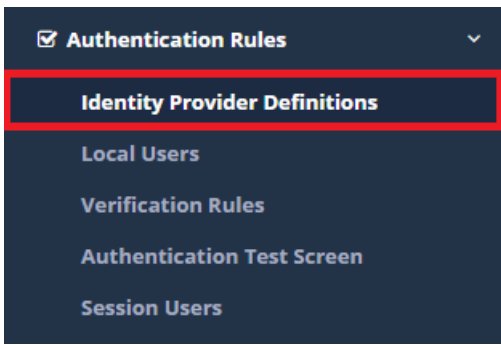 Authentication Rules
Identity Provider Definitions
Local Users
Verification Rules
Authentication Test Screen
Session Users